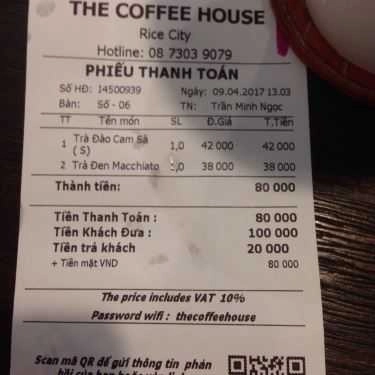 THE COFFEE HOUSE
Rice City
Hotline: 08 7303 9079
PHIẾU THANH TOÁN
Số HĐ: 14500939 Ngày: 09.04.2017 13.03
Bàn: Số - 06 TN: Trần Minh Ngọc
TT Tên món SL Đ.Giá T.Tiền
1 Trà Đào Cam Sả (S) 1,0 42 000 42 000
2 Trà Đen Macchiato 1,0 38 000 38 000
Thành tiền: 80 000
Tiền Thanh Toán : 80 000
Tiền Khách Đưa : 100 000
Tiền trả khách 20 000
+ Tiền mặt VND 80 000
The price includes VAT 10%
Password wifi : thecoffeehouse
Scan mã QR để gửi thông tin phản
hồi của bạn hoặc